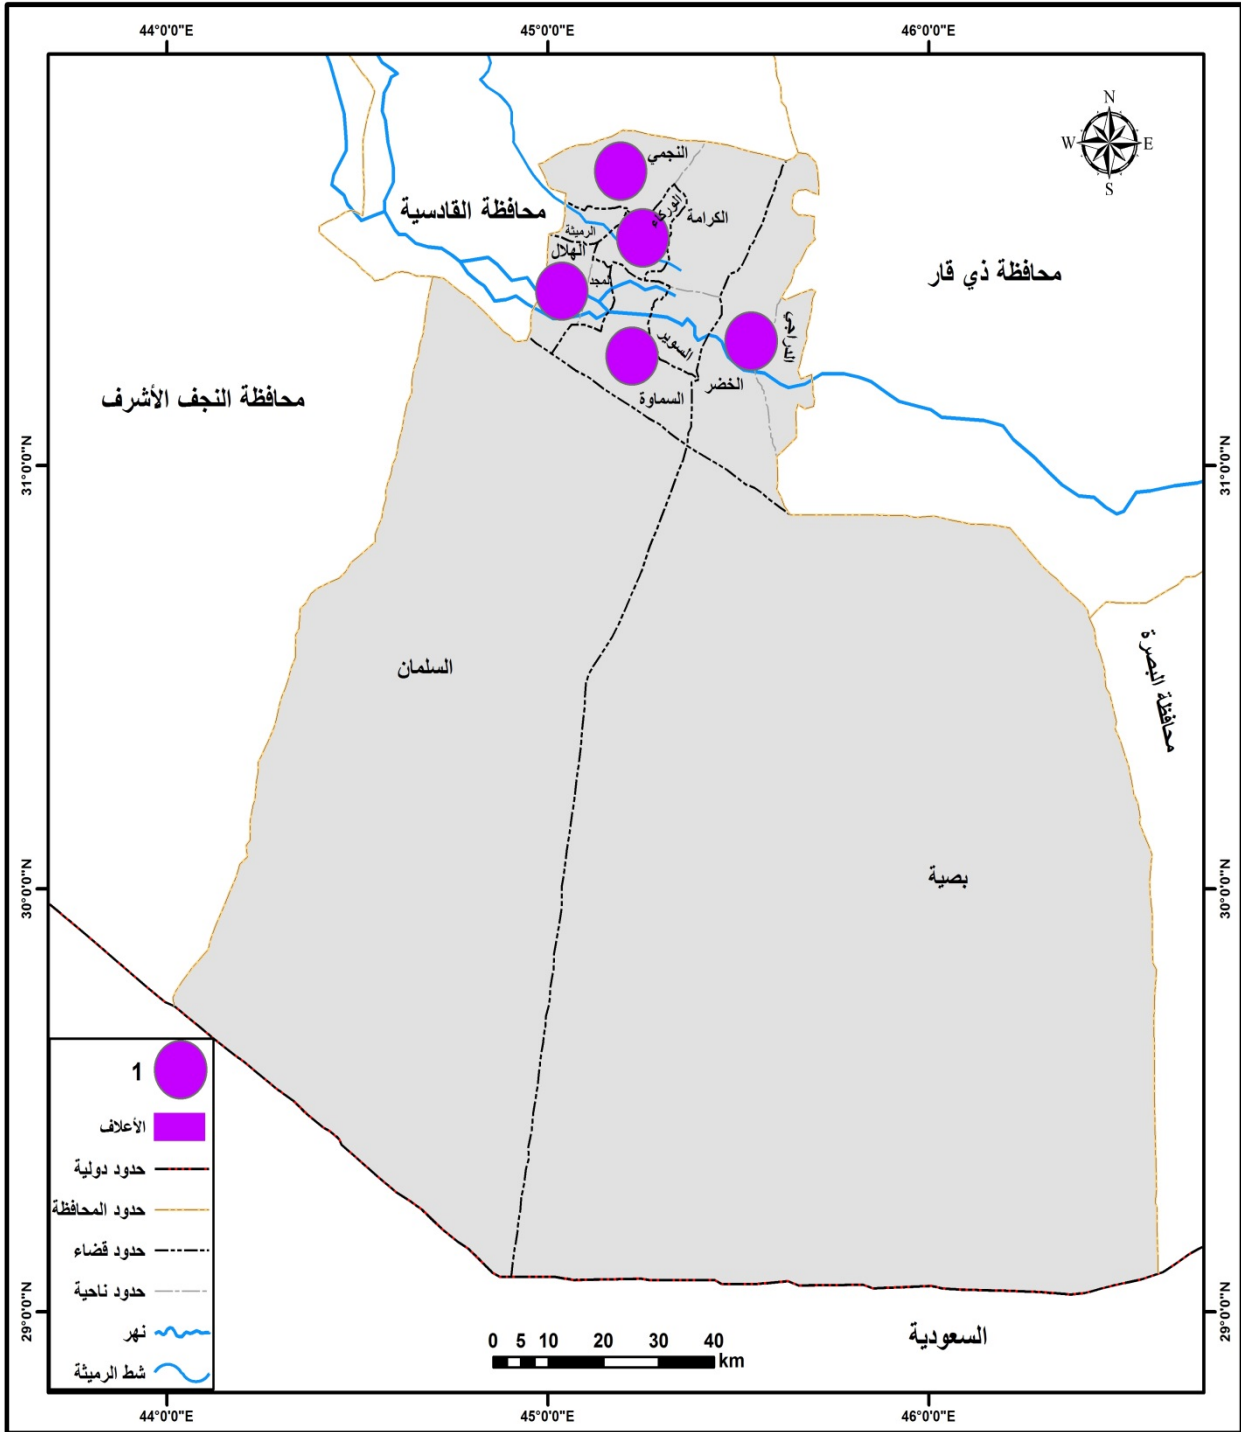 44°0'0"E
45°0'0"E
46°0'0"E
N
W
E
S
النجمي
الوركاء
الكرامة
الرميثة
الهلال
المجد
محافظة القادسية
محافظة ذي قار
الدراجي
السوير
الخضر
السماوة
محافظة النجف الأشرف
31°0'0"N
31°0'0"N
السلمان
محافظة البصرة
بصية
30°0'0"N
30°0'0"N
1
الأعلاف
حدود دولية
حدود المحافظة
حدود قضاء
حدود ناحية
نهر
شط الرميثة
29°0'0"N
29°0'0"N
السعودية
0 5 10 20 30 40
km
44°0'0"E
45°0'0"E
46°0'0"E